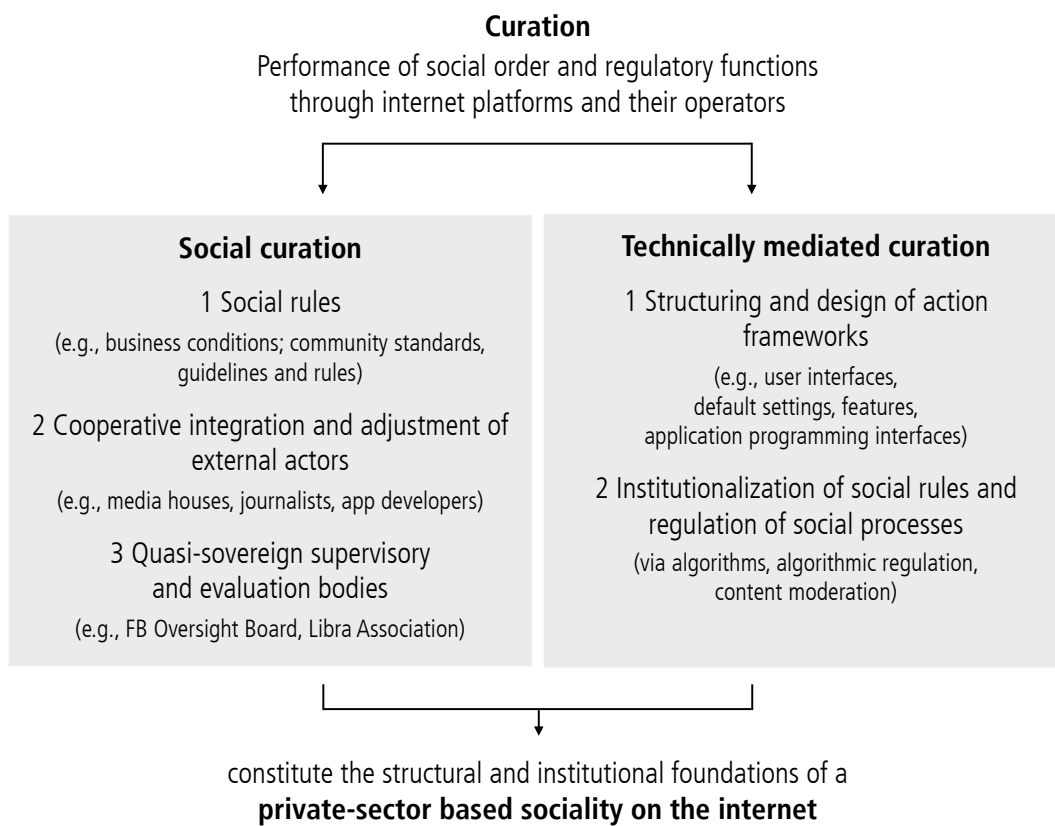 Curation
Performance of social order and regulatory functions
through internet platforms and their operators
Social curation
1 Social rules
(e.g., business conditions; community standards,
guidelines and rules)
2 Cooperative integration and adjustment of
external actors
(e.g., media houses, journalists, app developers)
3 Quasi-sovereign supervisory
and evaluation bodies
(e.g., FB Oversight Board, Libra Association)
Technically mediated curation
1 Structuring and design of action
frameworks
(e.g., user interfaces,
default settings, features,
application programming interfaces)
2 Institutionalization of social rules and
regulation of social processes
(via algorithms, algorithmic regulation,
content moderation)
constitute the structural and institutional foundations of a
private-sector based sociality on the internet